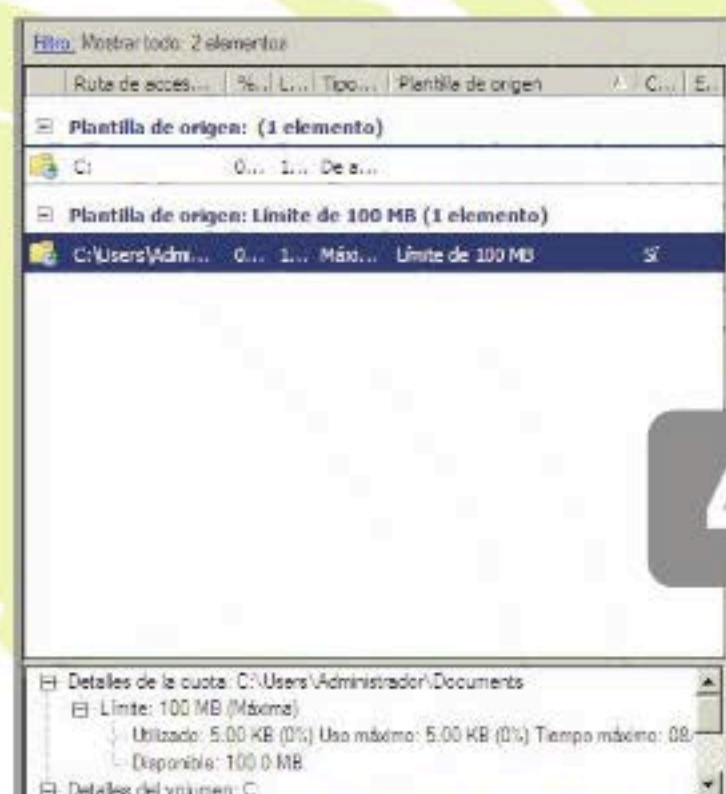 Filtro: Mostrar todo: 2 elementos
Ruta de acces... %... L... Tipo... Plantilla de origen C... E...
Plantilla de origen: (1 elemento)
C: 0... 1... De a...
Plantilla de origen: Límite de 100 MB (1 elemento)
C:\Users\Admi... 0... 1... Máxi... Límite de 100 MB Sí
4
Detalles de la cuota: C:\Users\Administrador\Documents
Límite: 100 MB (Máxima)
Utilizado: 5.00 KB (0%) Uso máximo: 5.00 KB (0%) Tiempo máximo: 08/
Disponible: 100.0 MB
Detalles del volumen: C: